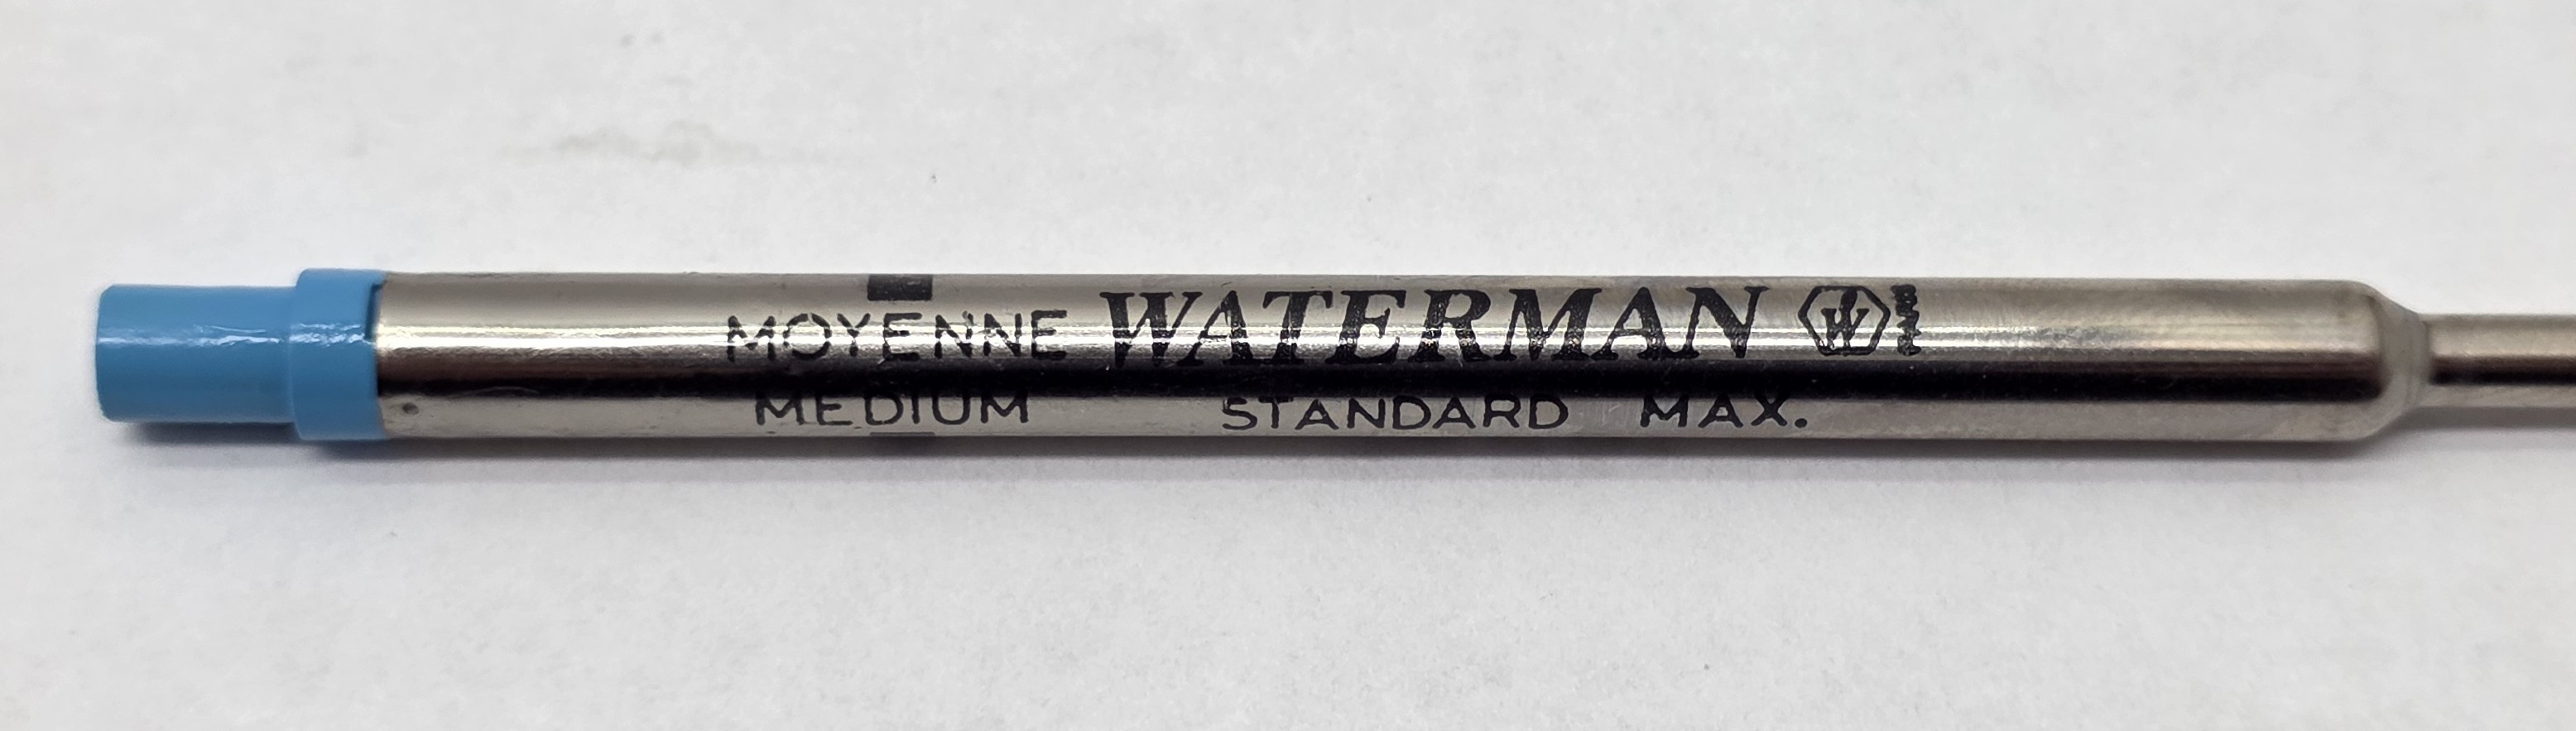 MOYENNE WATERMAN
MEDIUM STANDARD MAX.